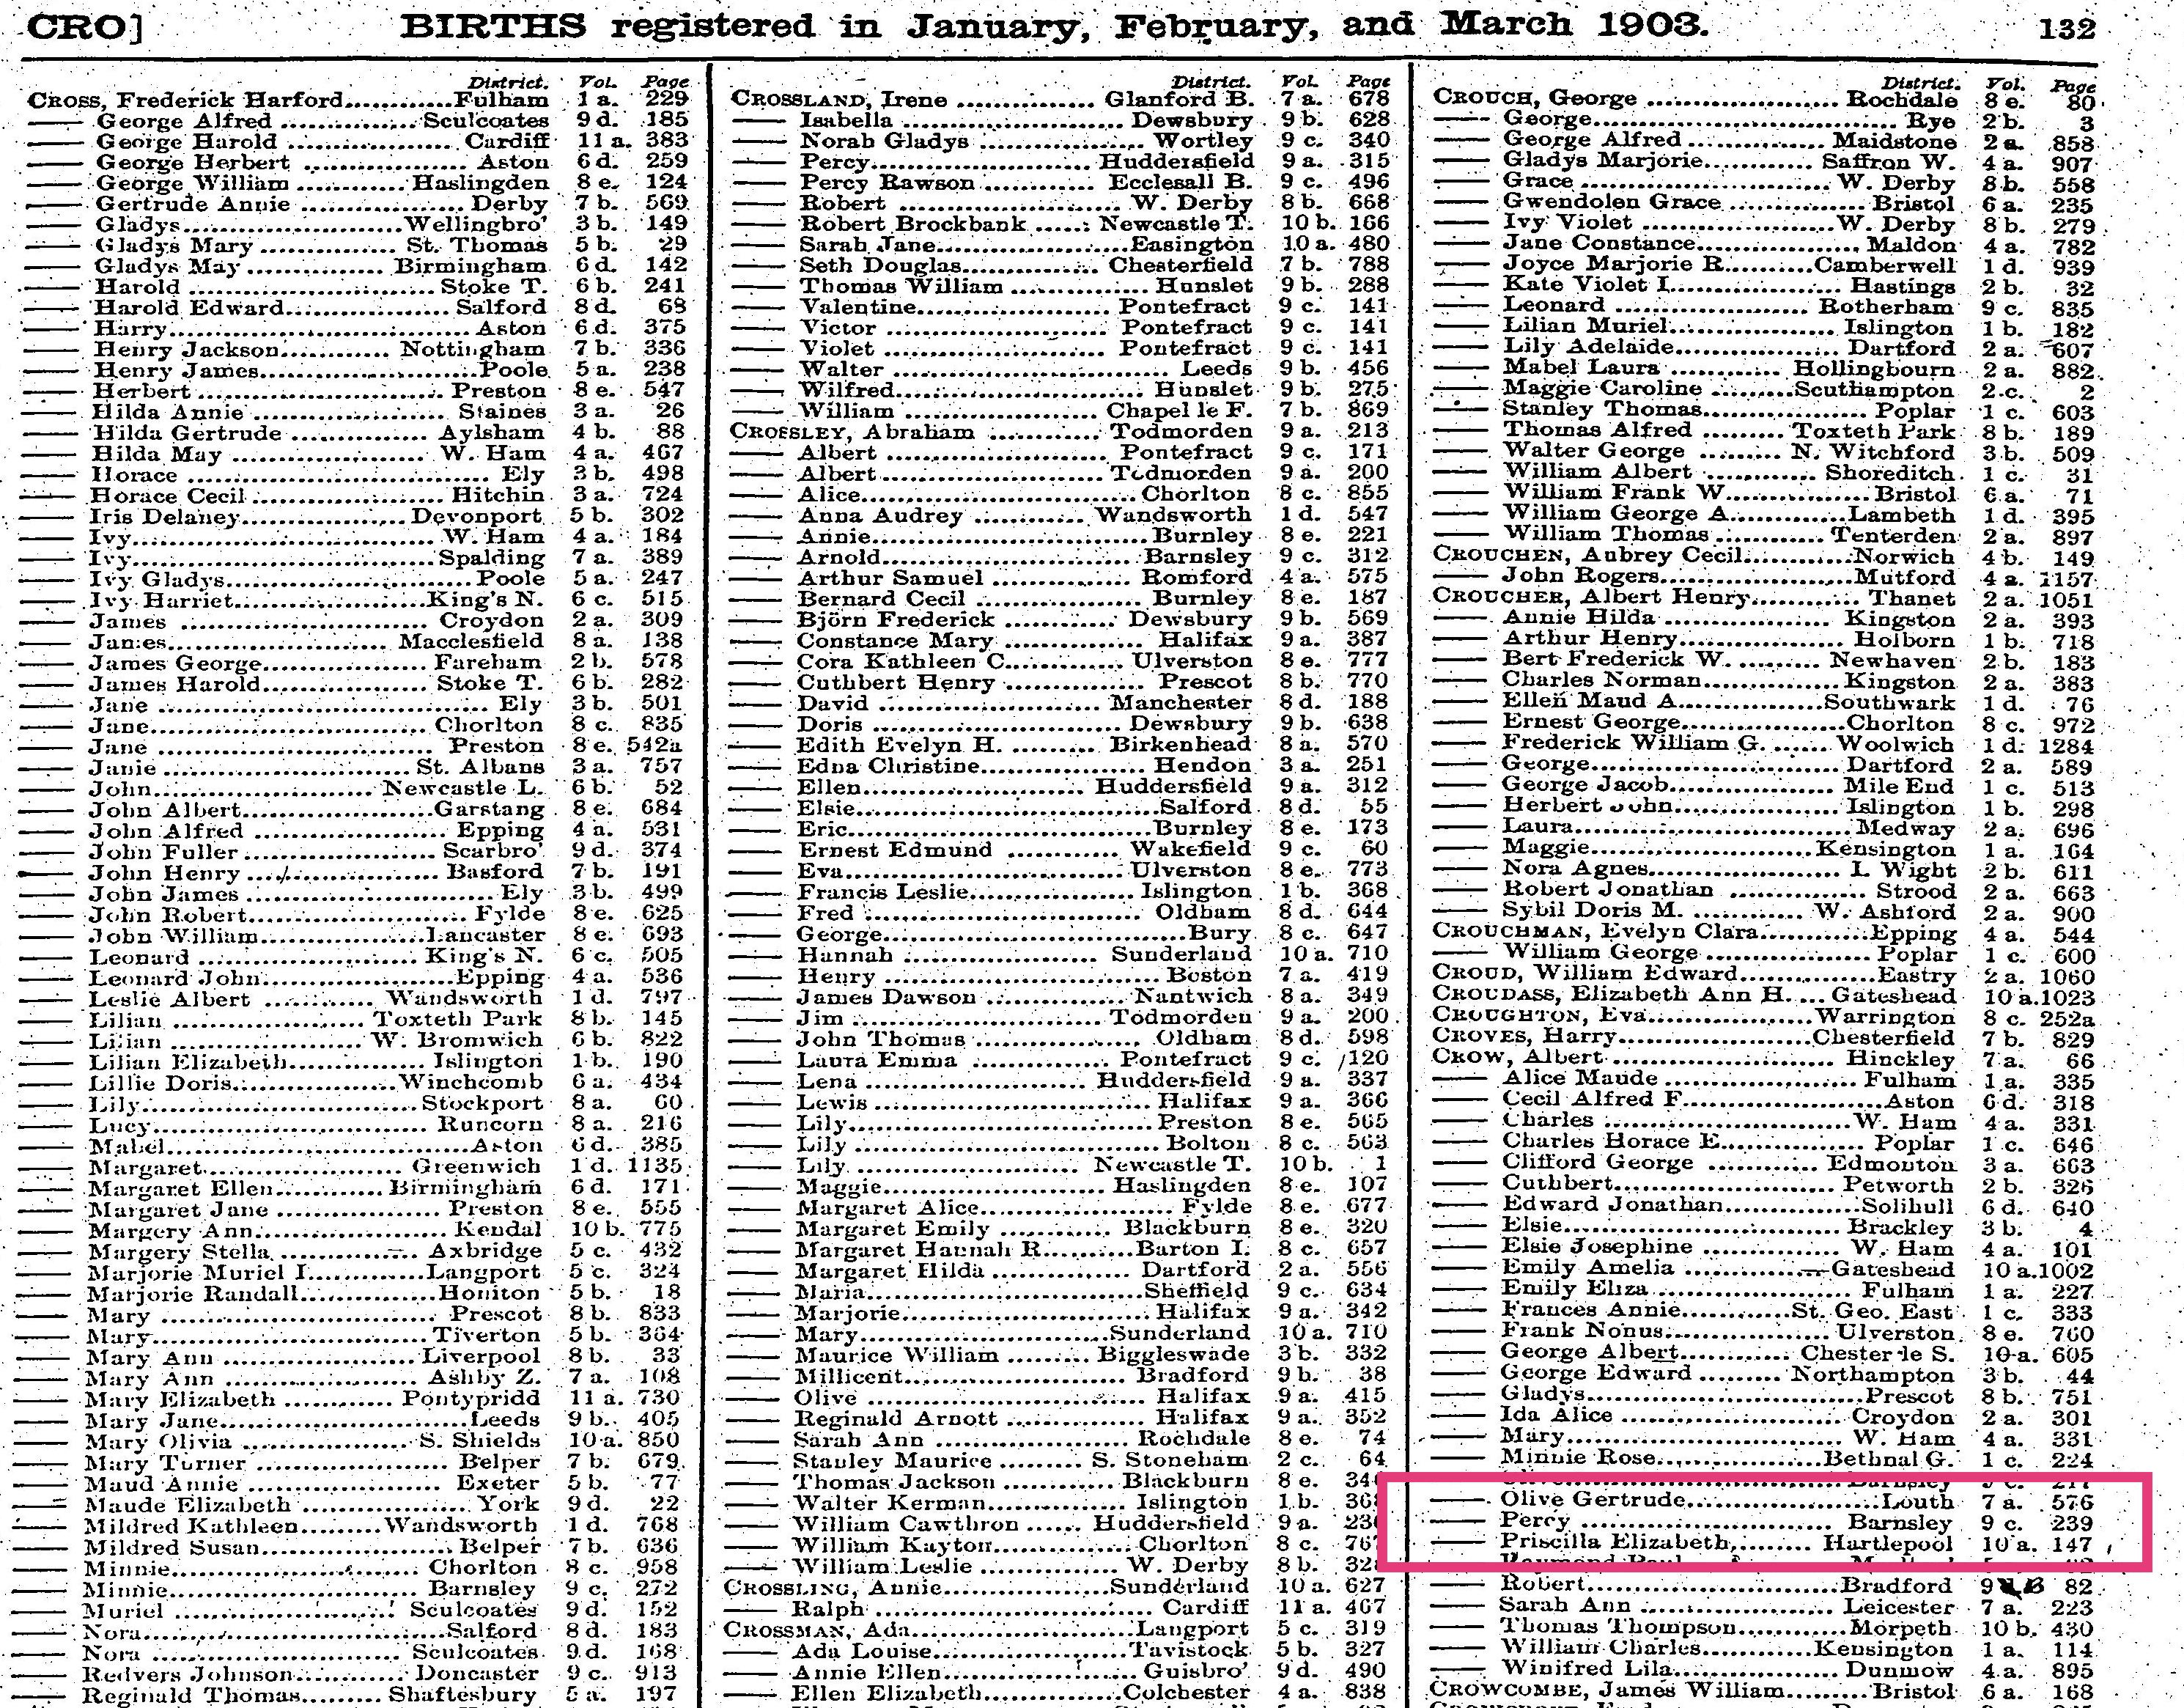 CRO] BIRTHS registered in January, February, and March 1903. 132
District. Vol. Page
CROSS, Frederick Harford............Fulham 1 a. 229
—— George Alfred ..............Sculcoates 9 d. 185
—— George Harold .................. Cardiff 11 a. 383
—— George Herbert .................. Aston 6 d. 259
—— George William ............Haslingden 8 e. 124
—— Gertrude Annie .................. Derby 7 b. 569
—— Gladys........................Wellingbro' 3 b. 149
—— Gladys Mary ................St. Thomas 5 b. 29
—— Gladys May .............. Birmingham 6 d. 142
—— Harold ........................... Stoke T. 6 b. 241
—— Harold Edward.................. Salford 8 d. 68
—— Harry............................... Aston 6 d. 375
—— Henry Jackson............ Nottingham 7 b. 336
—— Henry James........................Poole 5 a. 238
—— Herbert ........................... Preston 8 e. 547
—— Hilda Annie ..................... Staines 3 a. 26
—— Hilda Gertrude .............. Aylsham 4 b. 88
—— Hilda May ..................... W. Ham 4 a. 467
—— Horace ................................ Ely 3 b. 498
—— Horace Cecil ..................... Hitchin 3 a. 724
—— Iris Delaney.................. Devonport 5 b. 302
—— Ivy................................. W. Ham 4 a. 184
—— Ivy.................................Spalding 7 a. 389
—— Ivy Gladys..........................Poole 5 a. 247
—— Ivy Harriet.....................King's N. 6 c. 515
—— James ........................... Croydon 2 a. 309
—— James........................ Macclesfield 8 a. 138
—— James George.................. Fareham 2 b. 578
—— James Harold.................. Stoke T. 6 b. 282
—— Jane .................................. Ely 3 b. 501
—— Jane.............................. Chorlton 8 c. 835
—— Jane .............................. Preston 8 e. 542a
—— Janie ........................... St. Albans 3 a. 757
—— John........................ Newcastle L. 6 b. 52
—— John Albert.....................Garstang 8 e. 684
—— John Alfred ..................... Epping 4 a. 531
—— John Fuller ..................... Scarbro' 9 d. 374
—— John Henry ..................... Basford 7 b. 191
—— John James ........................... Ely 3 b. 499
—— John Robert........................ Fylde 8 e. 625
—— John William..................Lancaster 8 e. 693
—— Leonard ........................ King's N. 6 c. 505
—— Leonard John.....................Epping 4 a. 536
—— Leslie Albert ............ Wandsworth 1 d. 797
—— Lilian ..................... Toxteth Park 8 b. 145
—— Lilian ..................... W. Bromwich 6 b. 822
—— Lilian Elizabeth............... Islington 1 b. 190
—— Lillie Doris..................Winchcomb 6 a. 434
—— Lily..............................Stockport 8 a. 60
—— Lucy.............................. Runcorn 8 a. 216
—— Mabel................................Aston 6 d. 385
—— Margaret..................... Greenwich 1 d. 1135
—— Margaret Ellen............ Birmingham 6 d. 171
—— Margaret Jane .................. Preston 8 e. 555
—— Margery Ann..................... Kendal 10 b. 775
—— Margery Stella .............. Axbridge 5 c. 432
—— Marjorie Muriel I............Langport 5 c. 324
—— Marjorie Randall............... Honiton 5 b. 18
—— Mary .............................. Prescot 8 b. 833
—— Mary..............................Tiverton 5 b. 364
—— Mary Ann .....................Liverpool 8 b. 33
—— Mary Ann ..................... Ashby Z. 7 a. 108
—— Mary Elizabeth ............ Pontypridd 11 a. 730
—— Mary Jane...........................Leeds 9 b. 405
—— Mary Olivia .................. S. Shields 10 a. 850
—— Mary Turner ..................... Belper 7 b. 679
—— Maud Annie ..................... Exeter 5 b. 77
—— Maude Elizabeth .................. York 9 d. 22
—— Mildred Kathleen.........Wandsworth 1 d. 768
—— Mildred Susan.....................Belper 7 b. 636
—— Minnie........................... Chorlton 8 c. 958
—— Minnie........................... Barnsley 9 c. 272
—— Muriel ........................ Sculcoates 9 d. 152
—— Nora.................................Salford 8 d. 183
—— Nora ........................... Sculcoates 9 d. 168
—— Redvers Johnson............ Doncaster 9 c. 913
—— Reginald Thomas......... Shaftesbury 5 a. 197
District. Vol. Page
CROSSLAND, Irene ............... Glanford B. 7 a. 678
—— Isabella ........................ Dewsbury 9 b. 628
—— Norah Gladys .................. Wortley 9 c. 340
—— Percy........................ Huddersfield 9 a. 315
—— Percy Rawson ............ Ecclesall B. 9 c. 496
—— Robert ........................ W. Derby 8 b. 668
—— Robert Brockbank ...... Newcastle T. 10 b. 166
—— Sarah Jane.....................Easington 10 a. 480
—— Seth Douglas............... Chesterfield 7 b. 788
—— Thomas William ............... Hunslet 9 b. 288
—— Valentine..................... Pontefract 9 c. 141
—— Victor ........................ Pontefract 9 c. 141
—— Violet ........................ Pontefract 9 c. 141
—— Walter .............................. Leeds 9 b. 456
—— Wilfred........................... Hunslet 9 b. 275
—— William .................. Chapel le F. 7 b. 869
CROSSLEY, Abraham ............ Todmorden 9 a. 213
—— Albert ........................ Pontefract 9 c. 171
—— Albert........................ Todmorden 9 a. 200
—— Alice.............................. Chorlton 8 c. 855
—— Anna Audrey ............ Wandsworth 1 d. 547
—— Annie.............................. Burnley 8 e. 221
—— Arnold........................... Barnsley 9 c. 312
—— Arthur Samuel ............... Romford 4 a. 575
—— Bernard Cecil .................. Burnley 8 e. 187
—— Björn Frederick ............ Dewsbury 9 b. 569
—— Constance Mary ............... Halifax 9 a. 387
—— Cora Kathleen C............ Ulverston 8 e. 777
—— Cuthbert Henry ............... Prescot 8 b. 770
—— David ........................ Manchester 8 d. 188
—— Doris ........................... Dewsbury 9 b. 638
—— Edith Evelyn H. ......... Birkenhead 8 a. 570
—— Edna Christine.................. Hendon 3 a. 251
—— Ellen........................ Huddersfield 9 a. 312
—— Elsie.................................Salford 8 d. 55
—— Eric.................................Burnley 8 e. 173
—— Ernest Edmund ............ Wakefield 9 c. 60
—— Eva..............................Ulverston 8 e. 773
—— Francis Leslie.................. Islington 1 b. 368
—— Fred .............................. Oldham 8 d. 644
—— George................................Bury 8 c. 647
—— Hannah ..................... Sunderland 10 a. 710
—— Henry .............................. Boston 7 a. 419
—— James Dawson ............... Nantwich 8 a. 349
—— Jim ........................... Todmorden 9 a. 200
—— John Thomas .................. Oldham 8 d. 598
—— Laura Emma ............... Pontefract 9 c. 120
—— Lena ........................ Huddersfield 9 a. 337
—— Lewis .............................. Halifax 9 a. 366
—— Lily.................................Preston 8 e. 565
—— Lily ................................. Bolton 8 c. 563
—— Lily........................ Newcastle T. 10 b. 1
—— Maggie........................ Haslingden 8 e. 107
—— Margaret Alice..................... Fylde 8 e. 677
—— Margaret Emily ......... Blackburn 8 e. 320
—— Margaret Hannah R.........Barton I. 8 c. 657
—— Margaret Hilda ............... Dartford 2 a. 556
—— Maria..............................Sheffield 9 c. 634
—— Marjorie........................... Halifax 9 a. 342
—— Mary...........................Sunderland 10 a. 710
—— Maurice William ......... Biggleswade 3 b. 332
—— Millicent........................ Bradford 9 b. 38
—— Olive .............................. Halifax 9 a. 415
—— Reginald Arnott ............... Halifax 9 a. 352
—— Sarah Ann ..................... Rochdale 8 e. 74
—— Stanley Maurice ......... S. Stoneham 2 c. 64
—— Thomas Jackson ............ Blackburn 8 e.
—— Walter Kerman............... Islington 1 b.
—— William Cawthron ...... Huddersfield 9 a.
—— William Kayton............... Chorlton 8 c.
—— William Leslie ............... W. Derby 8 b.
CROSSLING, Annie..................Sunderland 10 a. 627
—— Ralph .............................. Cardiff 11 a. 467
CROSSMAN, Ada........................Langport 5 c. 319
—— Ada Louise..................... Tavistock 5 b. 327
—— Annie Ellen.................. Guisbro' 9 d. 490
—— Ellen Elizabeth............ Colchester 4 a. 838
District. Vol. Page
CROUCH, George ..................... Rochdale 8 e. 80
—— George................................. Rye 2 b. 3
—— George Alfred ............... Maidstone 2 a. 858
—— Gladys Marjorie............ Saffron W. 4 a. 907
—— Grace ........................... W. Derby 8 b. 558
—— Gwendolen Grace ............... Bristol 6 a. 235
—— Ivy Violet ..................... W. Derby 8 b. 279
—— Jane Constance.................. Maldon 4 a. 782
—— Joyce Marjorie R.........Camberwell 1 d. 939
—— Kate Violet I.................. Hastings 2 b. 32
—— Leonard ..................... Rotherham 9 c. 835
—— Lilian Muriel.................. Islington 1 b. 182
—— Lily Adelaide.................. Dartford 2 a. 607
—— Mabel Laura ............ Hollingbourn 2 a. 882
—— Maggie Caroline .........Southampton 2 c. 2
—— Stanley Thomas.................. Poplar 1 c. 603
—— Thomas Alfred ......... Toxteth Park 8 b. 189
—— Walter George ......... N. Witchford 3 b. 509
—— William Albert ............ Shoreditch 1 c. 31
—— William Frank W............... Bristol 6 a. 71
—— William George A............Lambeth 1 d. 395
—— William Thomas ............ Tenterden 2 a. 897
CROUCHEN, Aubrey Cecil............Norwich 4 b. 149
—— John Rogers.....................Mutford 4 a. 1157
CROUCHER, Albert Henry............ Thanet 2 a. 1051
—— Annie Hilda .................. Kingston 2 a. 393
—— Arthur Henry.................. Holborn 1 b. 718
—— Bert Frederick W. ......... Newhaven 2 b. 183
—— Charles Norman............... Kingston 2 a. 383
—— Ellen Maud A...............Southwark 1 d. 76
—— Ernest George..................Chorlton 8 c. 972
—— Frederick William G. ...... Woolwich 1 d. 1284
—— George........................... Dartford 2 a. 589
—— George Jacob.................. Mile End 1 c. 513
—— Herbert John.................. Islington 1 b. 298
—— Laura..............................Medway 2 a. 696
—— Maggie........................Kensington 1 a. 164
—— Nora Agnes..................... I. Wight 2 b. 611
—— Robert Jonathan ............... Strood 2 a. 663
—— Sybil Doris M. ............ W. Ashford 2 a. 900
CROUCHMAN, Evelyn Clara............Epping 4 a. 544
—— William George .................. Poplar 1 c. 600
CROUD, William Edward............... Eastry 2 a. 1060
CROUDASS, Elizabeth Ann H. ... Gateshead 10 a. 1023
CROUGHTON, Eva..................Warrington 8 c. 252a
CROVES, Harry.....................Chesterfield 7 b. 829
CROW, Albert........................ Hinckley 7 a. 66
—— Alice Maude ..................... Fulham 1 a. 335
—— Cecil Alfred F.....................Aston 6 d. 318
—— Charles ........................... W. Ham 4 a. 331
—— Charles Horace E............... Poplar 1 c. 646
—— Clifford George ............ Edmonton 3 a. 663
—— Cuthbert........................ Petworth 2 b. 326
—— Edward Jonathan...............Solihull 6 d. 640
—— Elsie.............................. Brackley 3 b. 4
—— Elsie Josephine ............... W. Ham 4 a. 101
—— Emily Amelia ...............Gateshead 10 a. 1002
—— Emily Eliza ..................... Fulham 1 a. 227
—— Frances Annie............St. Geo. East 1 c. 333
—— Frank Nonus.................. Ulverston 8 e. 760
—— George Albert............ Chester le S. 10 a. 605
—— George Edward ......... Northampton 3 b. 44
—— Gladys.............................Prescot 8 b. 751
—— Ida Alice ........................ Croydon 2 a. 301
—— Mary.............................. W. Ham 4 a. 331
—— Minnie Rose..................Bethnal G. 1 c. 224
—— Olive Gertrude.....................Louth 7 a. 576
—— Percy ........................... Barnsley 9 c. 239
—— Priscilla Elizabeth......... Hartlepool 10 a. 147
—— Robert........................... Bradford 9 B 82
—— Sarah Ann ..................... Leicester 7 a. 223
—— Thomas Thompson............ Morpeth 10 b. 430
—— William Charles............Kensington 1 a. 114
—— Winifred Lila.................. Dunmow 4 a. 895
CROWCOMBE, James William......... Bristol 6 a. 168